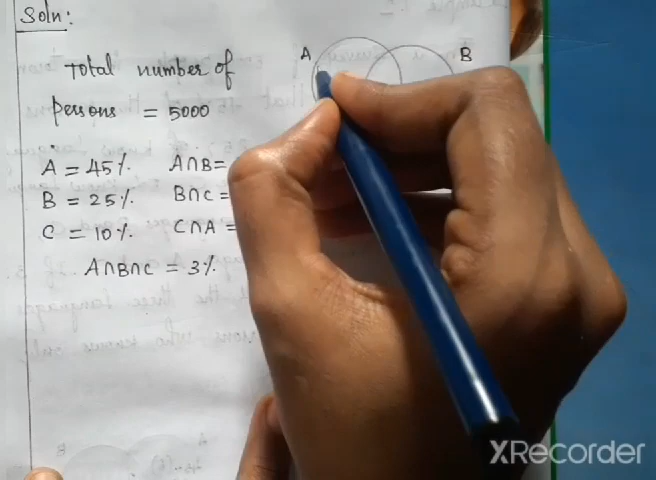 Soln:
Total number of
persons = 5000
A B
A = 45% A∩B=
B = 25% B∩C =
C = 10% C∩A =
A∩B∩C = 3%
XRecorder